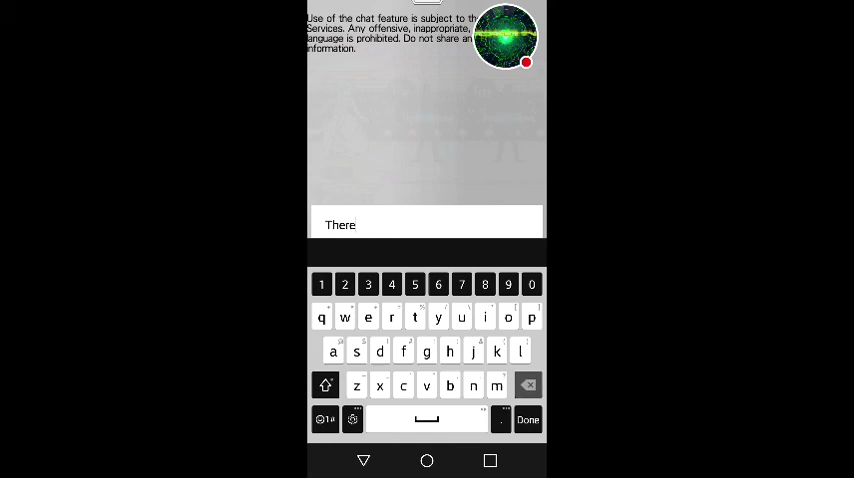 Use of the chat feature is subject to th
Services. Any offensive, inappropriate,
language is prohibited. Do not share an
information.
There
1 2 3 4 5 6 7 8 9 0
q w e r t y u i o p
a s d f g h j k l
z x c v b n m
1# . Done